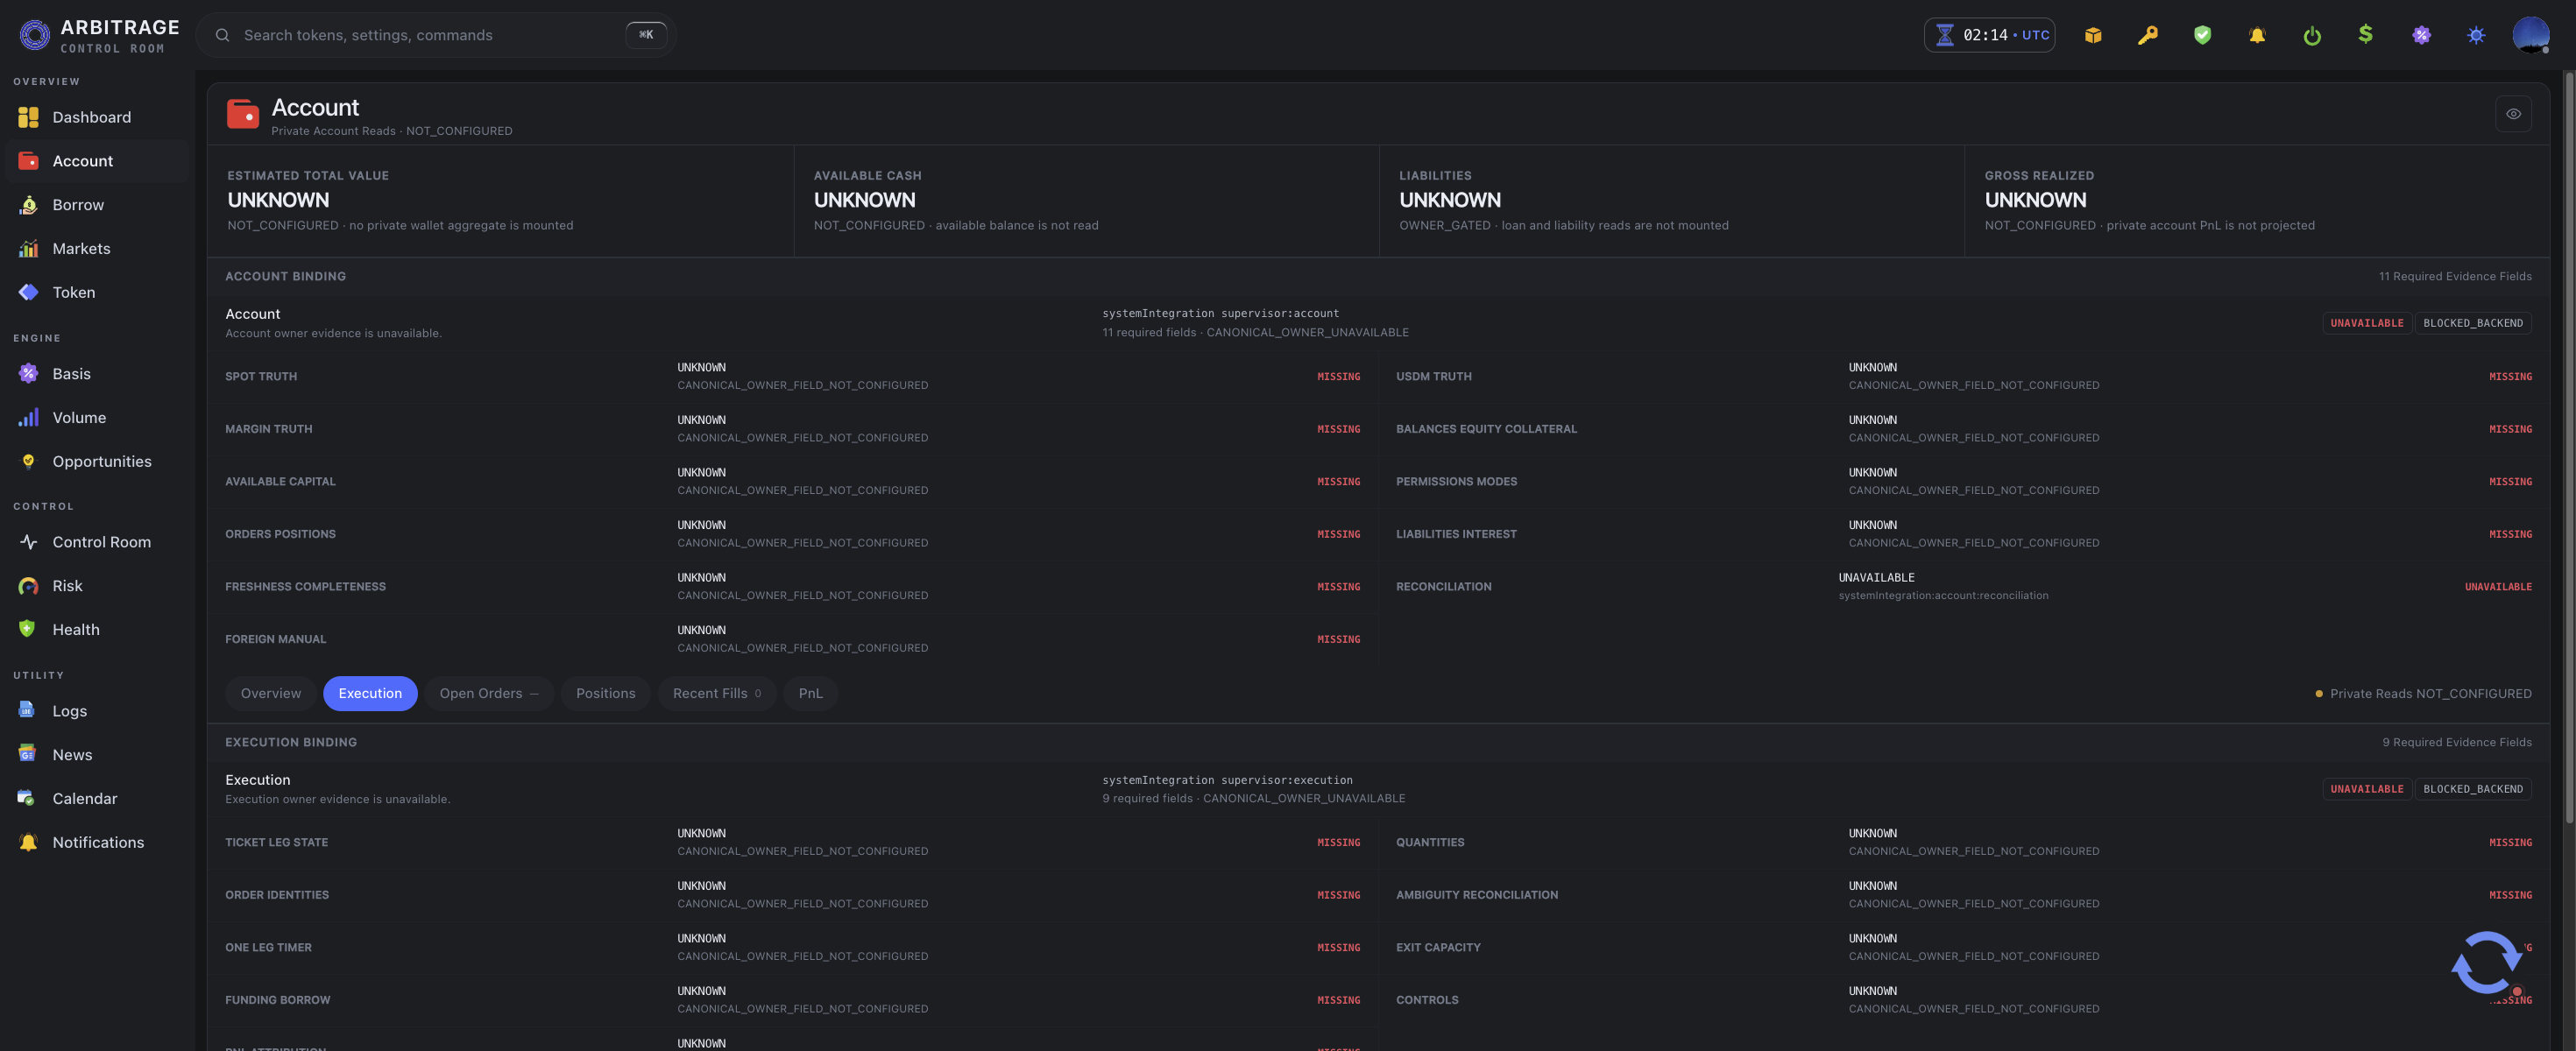 ARBITRAGE
CONTROL ROOM
Search tokens, settings, commands
⌘K
02:14 • UTC
OVERVIEW
Dashboard
Account
Borrow
Markets
Token
ENGINE
Basis
Volume
Opportunities
CONTROL
Control Room
Risk
Health
UTILITY
Logs
News
Calendar
Notifications
Account
Private Account Reads · NOT_CONFIGURED
ESTIMATED TOTAL VALUE
UNKNOWN
NOT_CONFIGURED · no private wallet aggregate is mounted
AVAILABLE CASH
UNKNOWN
NOT_CONFIGURED · available balance is not read
LIABILITIES
UNKNOWN
OWNER_GATED · loan and liability reads are not mounted
GROSS REALIZED
UNKNOWN
NOT_CONFIGURED · private account PnL is not projected
ACCOUNT BINDING
11 Required Evidence Fields
Account
Account owner evidence is unavailable.
systemIntegration supervisor:account
11 required fields · CANONICAL_OWNER_UNAVAILABLE
UNAVAILABLE
BLOCKED_BACKEND
SPOT TRUTH
UNKNOWN
CANONICAL_OWNER_FIELD_NOT_CONFIGURED
MISSING
USDM TRUTH
UNKNOWN
CANONICAL_OWNER_FIELD_NOT_CONFIGURED
MISSING
MARGIN TRUTH
UNKNOWN
CANONICAL_OWNER_FIELD_NOT_CONFIGURED
MISSING
BALANCES EQUITY COLLATERAL
UNKNOWN
CANONICAL_OWNER_FIELD_NOT_CONFIGURED
MISSING
AVAILABLE CAPITAL
UNKNOWN
CANONICAL_OWNER_FIELD_NOT_CONFIGURED
MISSING
PERMISSIONS MODES
UNKNOWN
CANONICAL_OWNER_FIELD_NOT_CONFIGURED
MISSING
ORDERS POSITIONS
UNKNOWN
CANONICAL_OWNER_FIELD_NOT_CONFIGURED
MISSING
LIABILITIES INTEREST
UNKNOWN
CANONICAL_OWNER_FIELD_NOT_CONFIGURED
MISSING
FRESHNESS COMPLETENESS
UNKNOWN
CANONICAL_OWNER_FIELD_NOT_CONFIGURED
MISSING
RECONCILIATION
UNAVAILABLE
systemIntegration:account:reconciliation
UNAVAILABLE
FOREIGN MANUAL
UNKNOWN
CANONICAL_OWNER_FIELD_NOT_CONFIGURED
MISSING
Overview
Execution
Open Orders —
Positions
Recent Fills 0
PnL
Private Reads NOT_CONFIGURED
EXECUTION BINDING
9 Required Evidence Fields
Execution
Execution owner evidence is unavailable.
systemIntegration supervisor:execution
9 required fields · CANONICAL_OWNER_UNAVAILABLE
UNAVAILABLE
BLOCKED_BACKEND
TICKET LEG STATE
UNKNOWN
CANONICAL_OWNER_FIELD_NOT_CONFIGURED
MISSING
QUANTITIES
UNKNOWN
CANONICAL_OWNER_FIELD_NOT_CONFIGURED
MISSING
ORDER IDENTITIES
UNKNOWN
CANONICAL_OWNER_FIELD_NOT_CONFIGURED
MISSING
AMBIGUITY RECONCILIATION
UNKNOWN
CANONICAL_OWNER_FIELD_NOT_CONFIGURED
MISSING
ONE LEG TIMER
UNKNOWN
CANONICAL_OWNER_FIELD_NOT_CONFIGURED
MISSING
EXIT CAPACITY
UNKNOWN
CANONICAL_OWNER_FIELD_NOT_CONFIGURED
FUNDING BORROW
UNKNOWN
CANONICAL_OWNER_FIELD_NOT_CONFIGURED
MISSING
CONTROLS
UNKNOWN
CANONICAL_OWNER_FIELD_NOT_CONFIGURED
MISSING
UNKNOWN